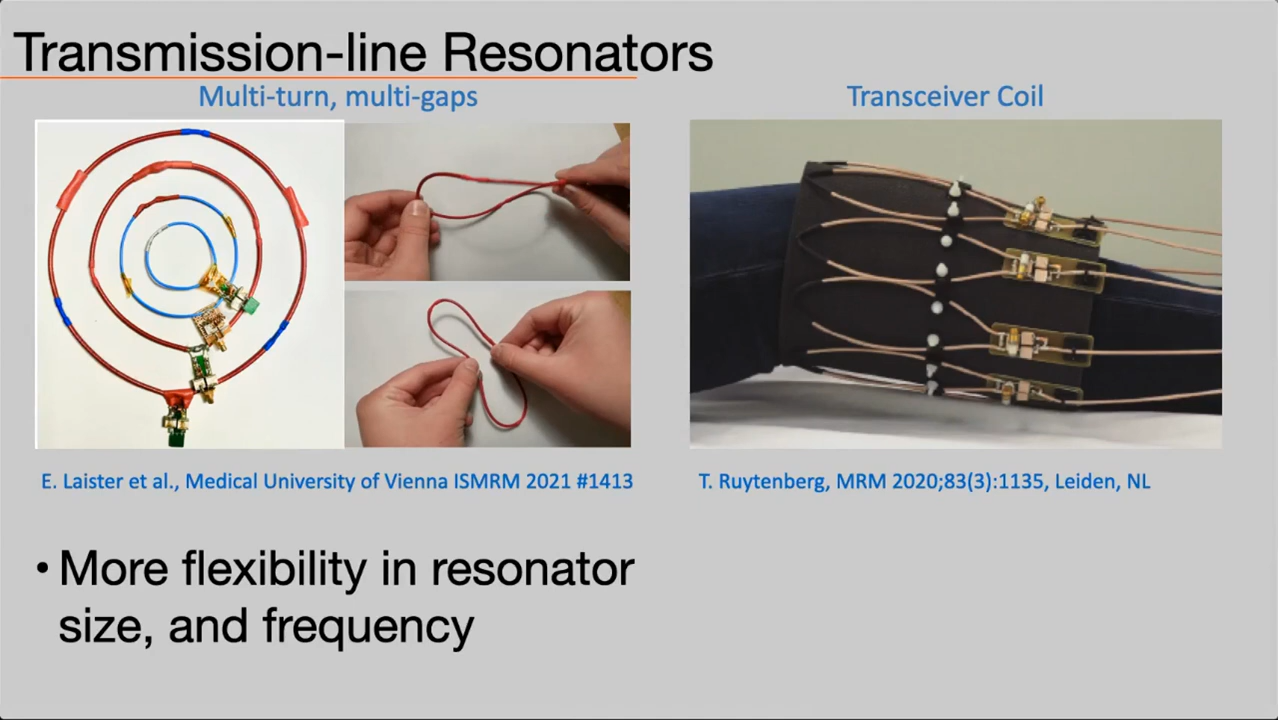 Transmission-line Resonators
Multi-turn, multi-gaps
Transceiver Coil
E. Laister et al., Medical University of Vienna ISMRM 2021 #1413
T. Ruytenberg, MRM 2020;83(3):1135, Leiden, NL
• More flexibility in resonator
size, and frequency